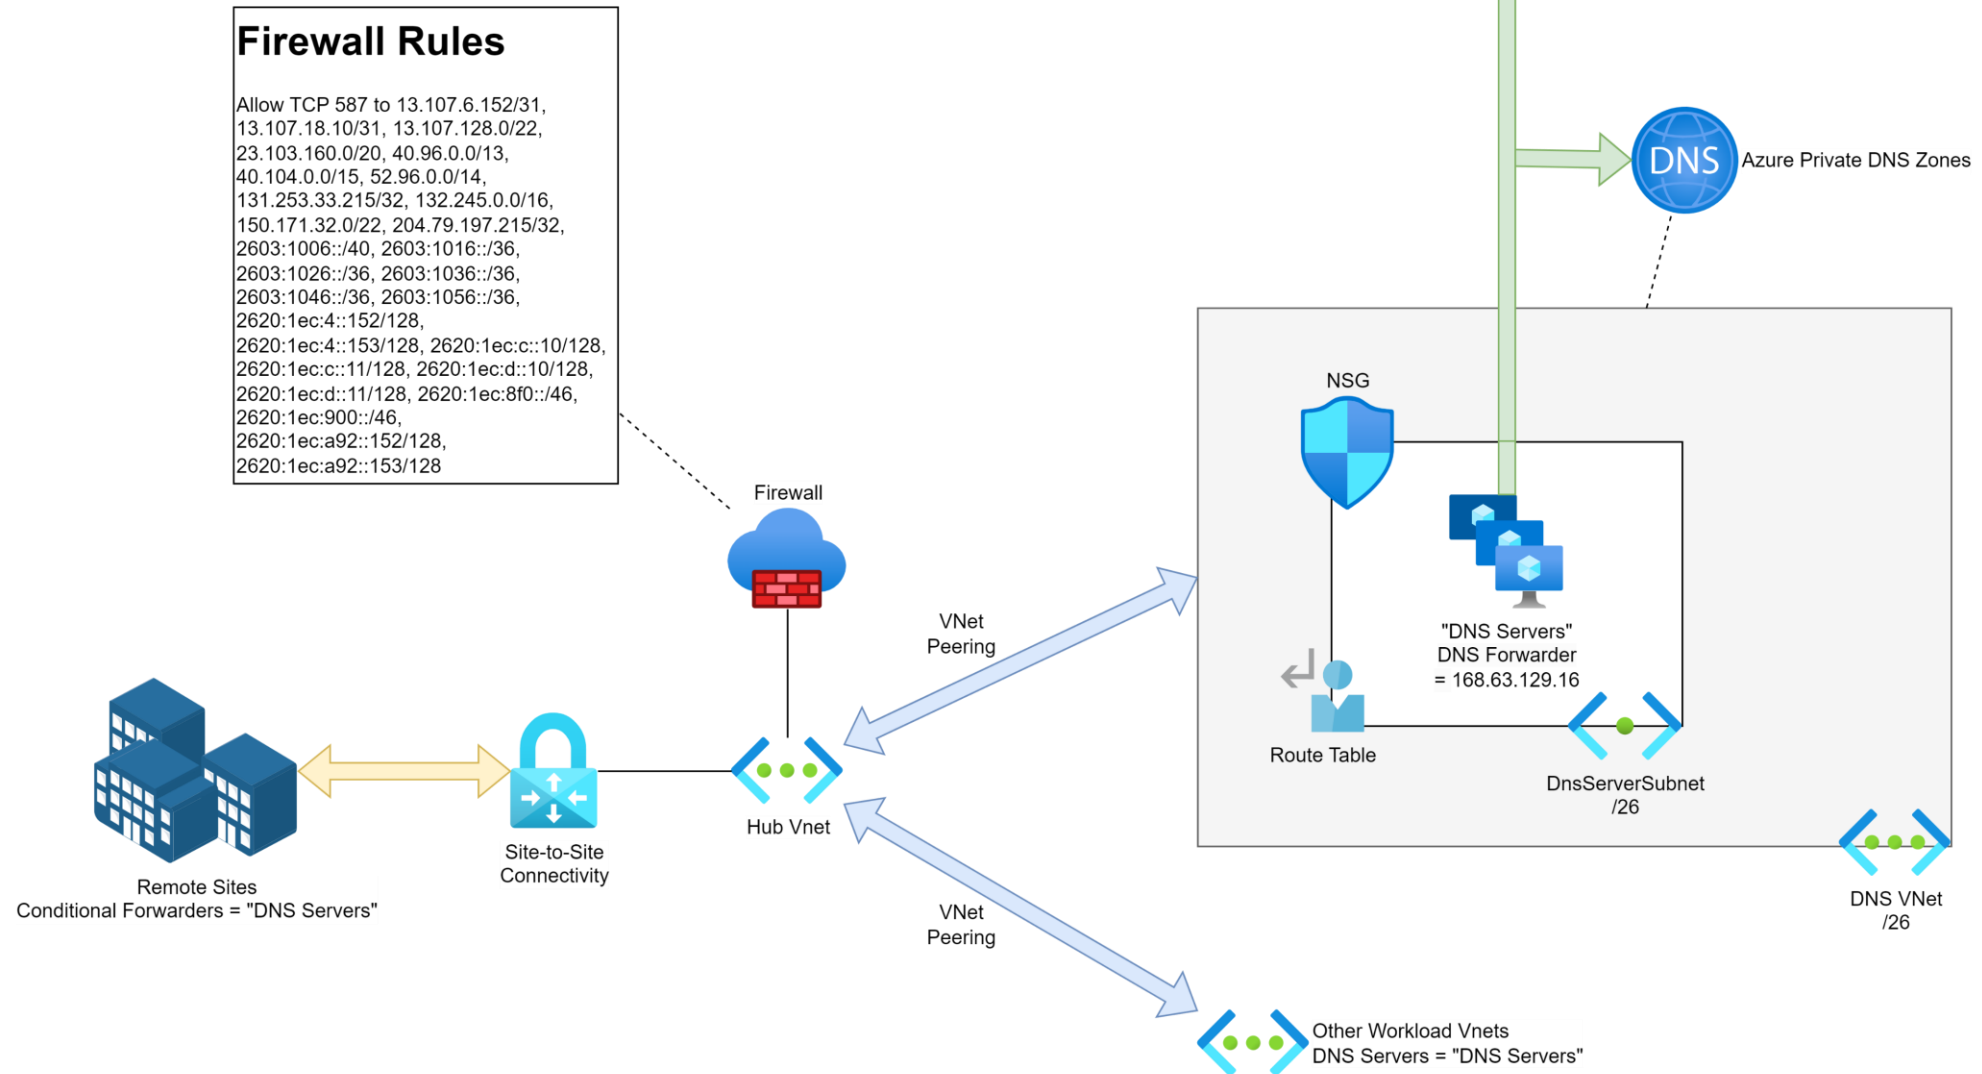 Firewall Rules
Allow TCP 587 to 13.107.6.152/31,
13.107.18.10/31, 13.107.128.0/22,
23.103.160.0/20, 40.96.0.0/13,
40.104.0.0/15, 52.96.0.0/14,
131.253.33.215/32, 132.245.0.0/16,
150.171.32.0/22, 204.79.197.215/32,
2603:1006::/40, 2603:1016::/36,
2603:1026::/36, 2603:1036::/36,
2603:1046::/36, 2603:1056::/36,
2620:1ec:4::152/128,
2620:1ec:4::153/128, 2620:1ec:c::10/128,
2620:1ec:c::11/128, 2620:1ec:d::10/128,
2620:1ec:d::11/128, 2620:1ec:8f0::/46,
2620:1ec:900::/46,
2620:1ec:a92::152/128,
2620:1ec:a92::153/128
DNS
Azure Private DNS Zones
NSG
Firewall
VNet
Peering
"DNS Servers"
DNS Forwarder
= 168.63.129.16
Route Table
DnsServerSubnet
/26
Hub Vnet
Site-to-Site
Connectivity
Remote Sites
Conditional Forwarders = "DNS Servers"
DNS VNet
/26
VNet
Peering
Other Workload Vnets
DNS Servers = "DNS Servers"